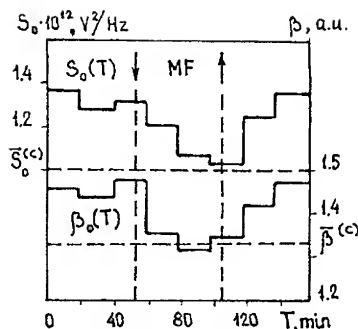 S₀·10¹², V²/Hz
β, a.u.
1.4
S₀(T)
MF
1.2
S̄₀⁽ᶜ⁾
1.5
β₀(T)
1.4
β̄⁽ᶜ⁾
1.2
0 40 80 120 T, min